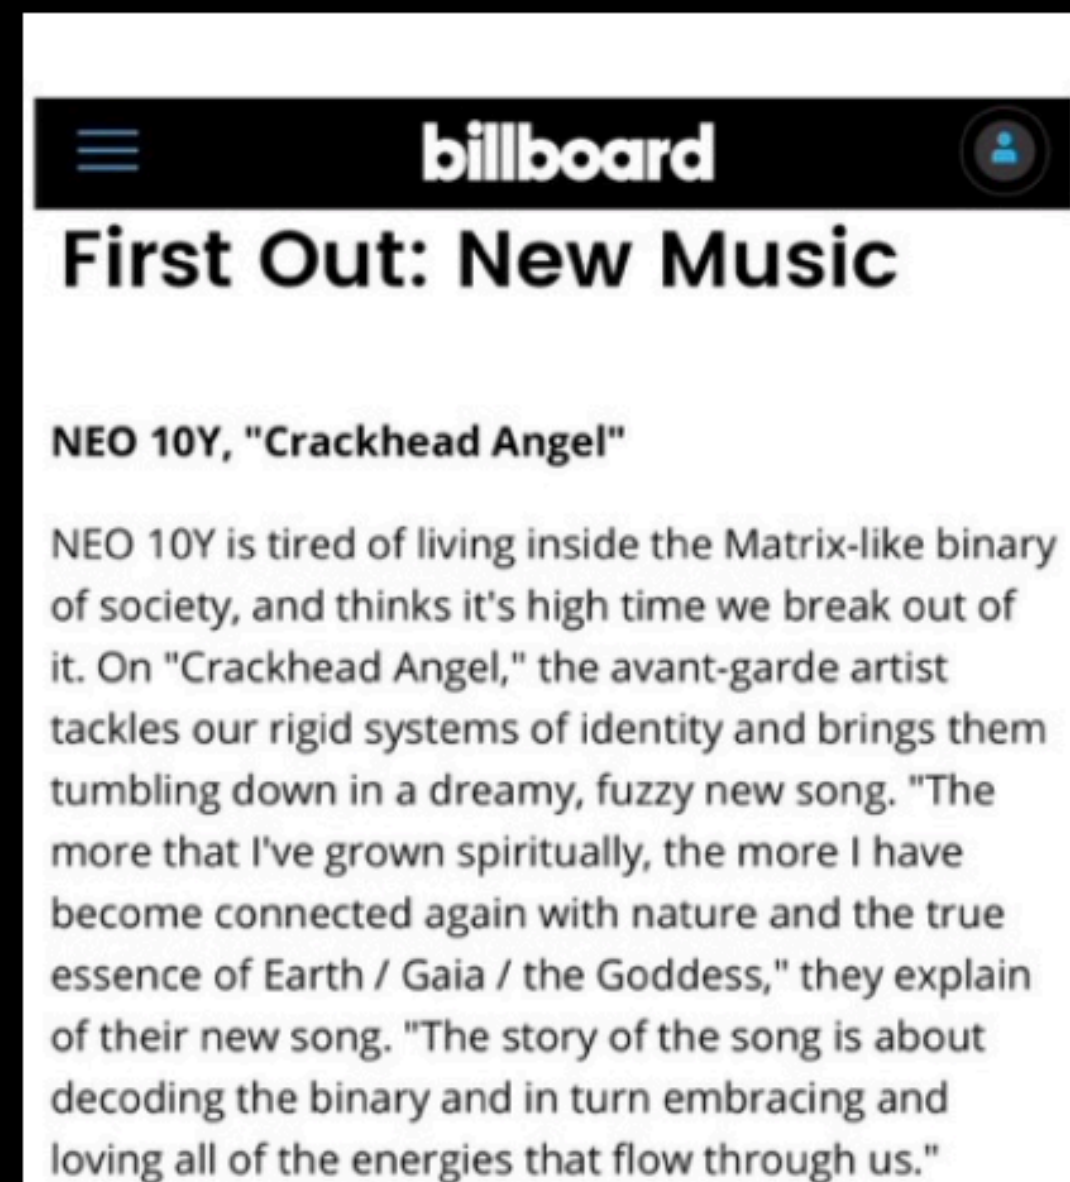 billboard
First Out: New Music
NEO 10Y, "Crackhead Angel"
NEO 10Y is tired of living inside the Matrix-like binary
of society, and thinks it's high time we break out of
it. On "Crackhead Angel," the avant-garde artist
tackles our rigid systems of identity and brings them
tumbling down in a dreamy, fuzzy new song. "The
more that I've grown spiritually, the more I have
become connected again with nature and the true
essence of Earth / Gaia / the Goddess," they explain
of their new song. "The story of the song is about
decoding the binary and in turn embracing and
loving all of the energies that flow through us."